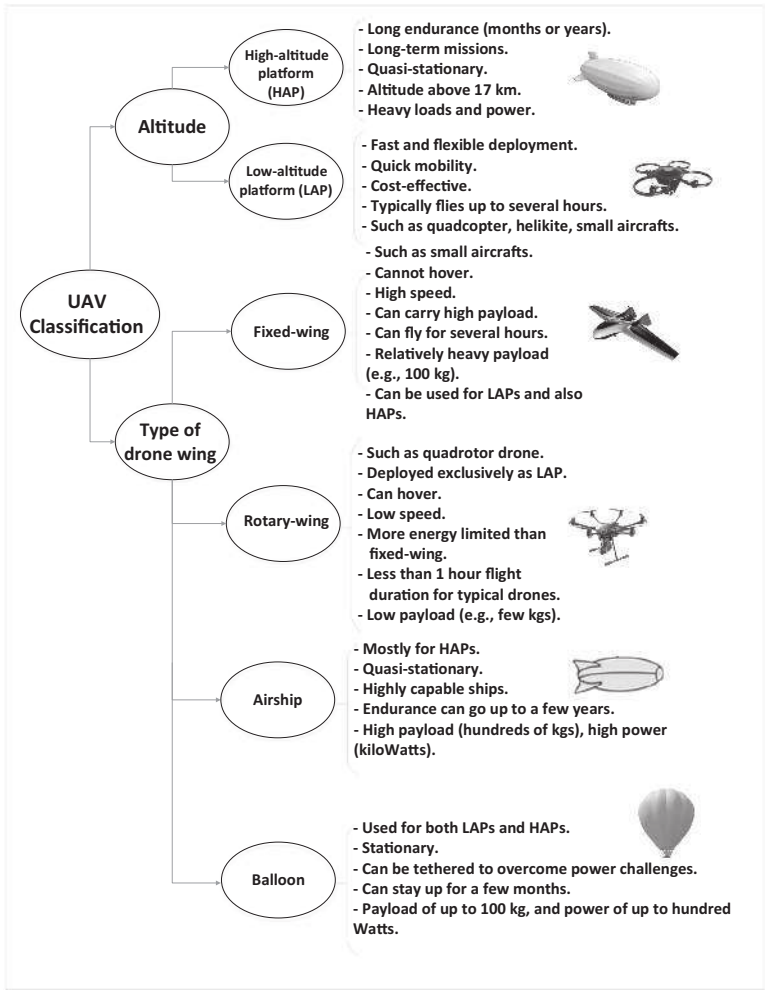 UAV
Classification
Altitude
High-altitude
platform
(HAP)
- Long endurance (months or years).
- Long-term missions.
- Quasi-stationary.
- Altitude above 17 km.
- Heavy loads and power.
Low-altitude
platform (LAP)
- Fast and flexible deployment.
- Quick mobility.
- Cost-effective.
- Typically flies up to several hours.
- Such as quadcopter, helikite, small aircrafts.
Type of
drone wing
Fixed-wing
- Such as small aircrafts.
- Cannot hover.
- High speed.
- Can carry high payload.
- Can fly for several hours.
- Relatively heavy payload
(e.g., 100 kg).
- Can be used for LAPs and also
HAPs.
Rotary-wing
- Such as quadrotor drone.
- Deployed exclusively as LAP.
- Can hover.
- Low speed.
- More energy limited than
fixed-wing.
- Less than 1 hour flight
duration for typical drones.
- Low payload (e.g., few kgs).
Airship
- Mostly for HAPs.
- Quasi-stationary.
- Highly capable ships.
- Endurance can go up to a few years.
- High payload (hundreds of kgs), high power
(kiloWatts).
Balloon
- Used for both LAPs and HAPs.
- Stationary.
- Can be tethered to overcome power challenges.
- Can stay up for a few months.
- Payload of up to 100 kg, and power of up to hundred
Watts.